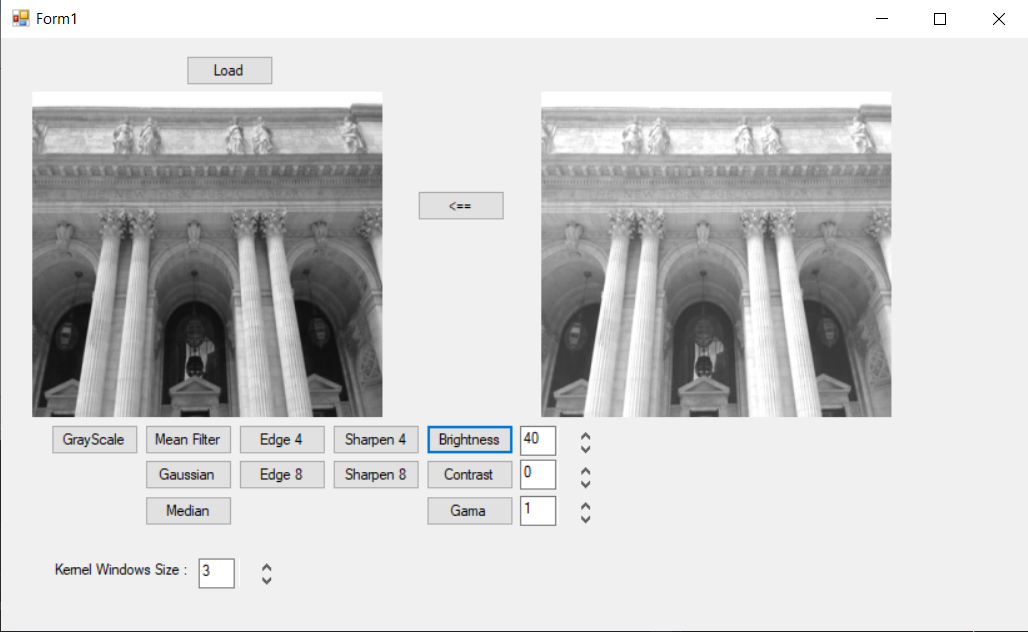 Form1
Load
<==
GrayScale Mean Filter Edge 4 Sharpen 4 Brightness 40
Gaussian Edge 8 Sharpen 8 Contrast 0
Median Gama 1
Kernel Windows Size : 3